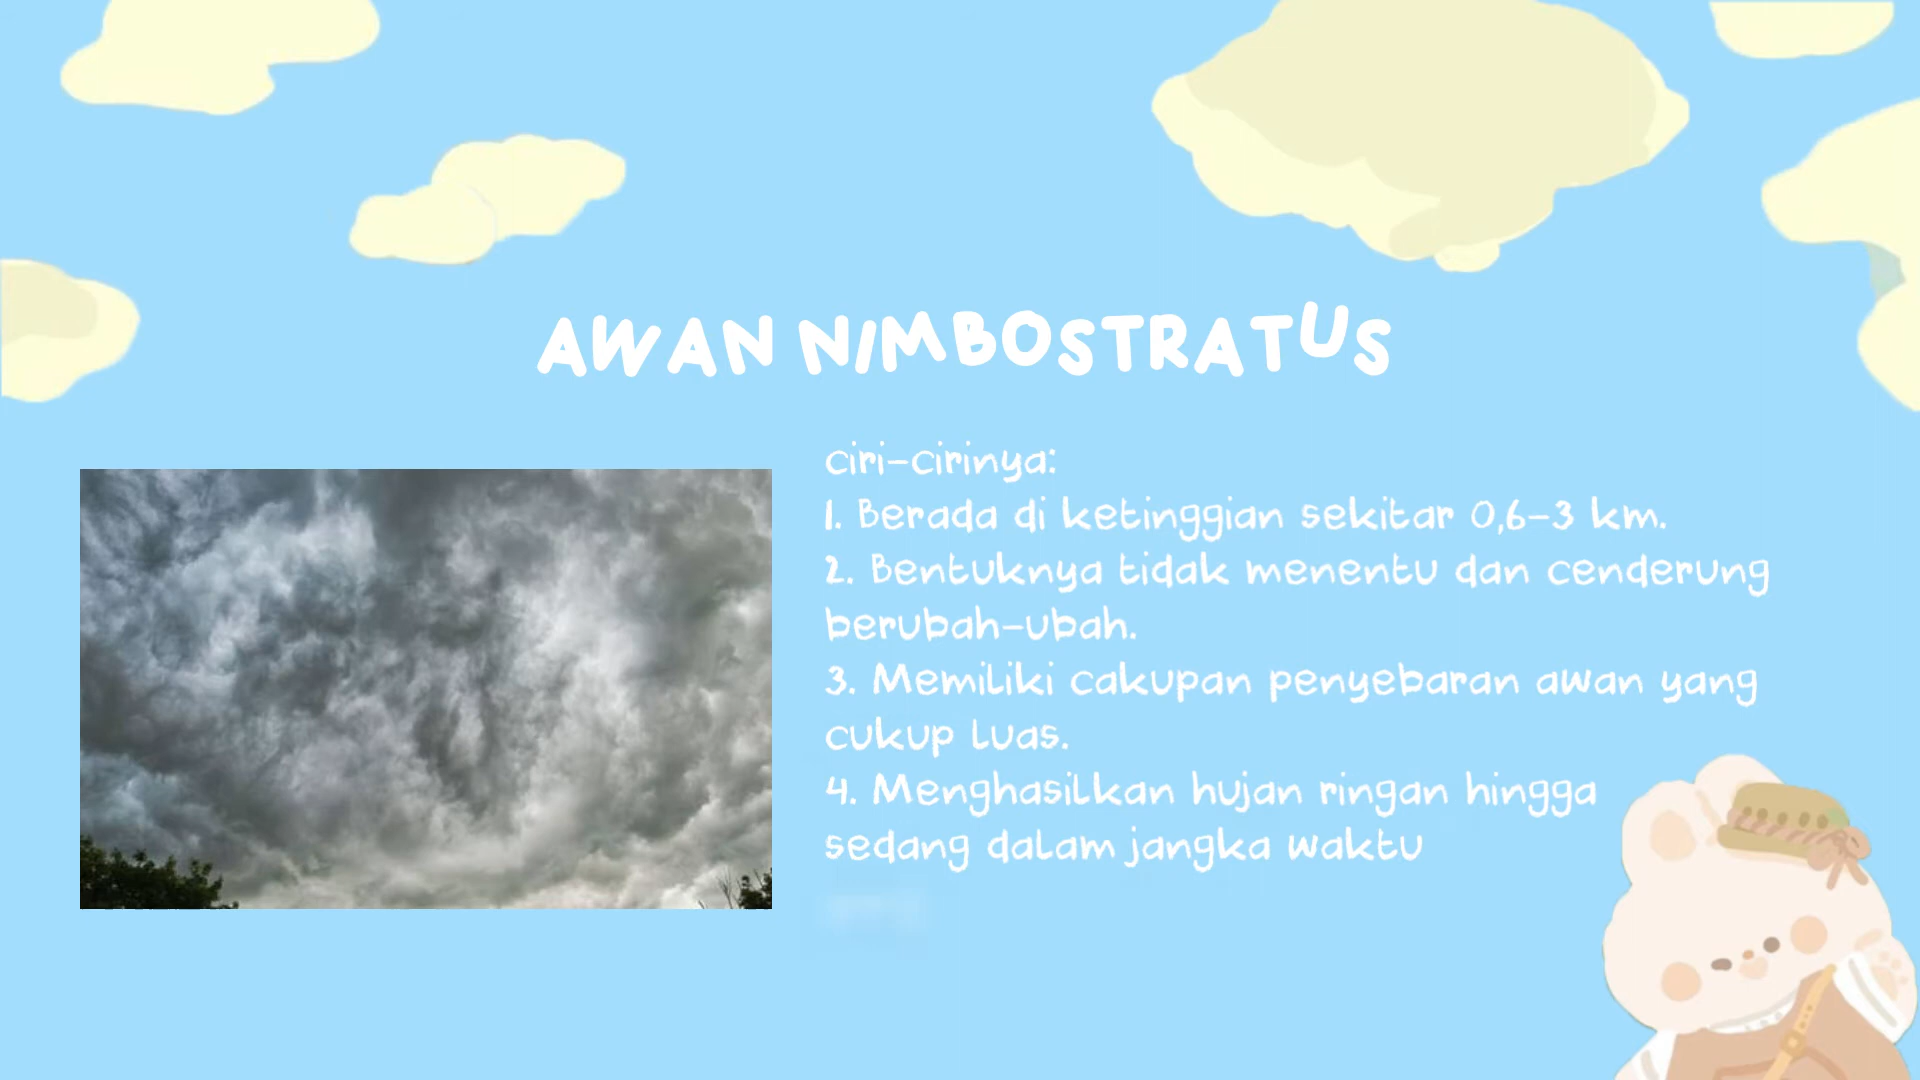 AWAN NIMBOSTRATUS
ciri-cirinya:
1. Berada di ketinggian sekitar 0,6-3 km.
2. Bentuknya tidak menentu dan cenderung
berubah-ubah.
3. Memiliki cakupan penyebaran awan yang
cukup luas.
4. Menghasilkan hujan ringan hingga
sedang dalam jangka waktu